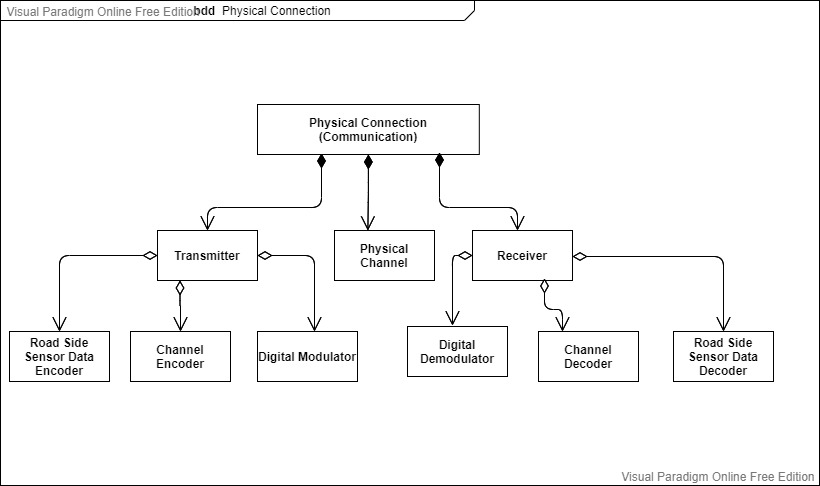 Visual Paradigm Online Free Edition
bdd Physical Connection
Physical Connection
(Communication)
Transmitter
Physical
Channel
Receiver
Road Side
Sensor Data
Encoder
Channel
Encoder
Digital Modulator
Digital
Demodulator
Channel
Decoder
Road Side
Sensor Data
Decoder
Visual Paradigm Online Free Edition